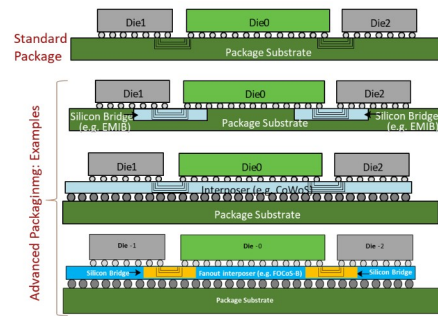 Die1
Die0
Die2
Standard
Package
Package Substrate
Advanced Packaginmg: Examples
Die1
Die0
Die2
Silicon Bridge
(e.g. EMIB)
Package Substrate
Silicon Bridge
(e.g. EMIB)
Die1
Die0
Die2
Interposer (e.g. CoWoS)
Package Substrate
Die -1
Die -0
Die -2
Silicon Bridge
Fanout interposer (e.g. FOCoS-B)
Silicon Bridge
Package Substrate